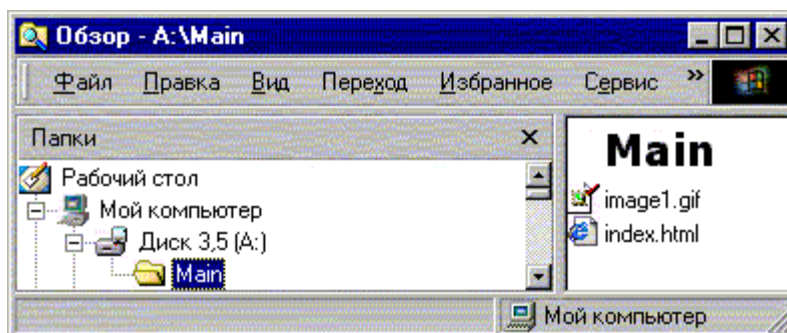 Обзор - A:\Main
Файл Правка Вид Переход Избранное Сервис »
Папки
Рабочий стол
Мой компьютер
Диск 3,5 (A:)
Main
Main
image1.gif
index.html
Мой компьютер